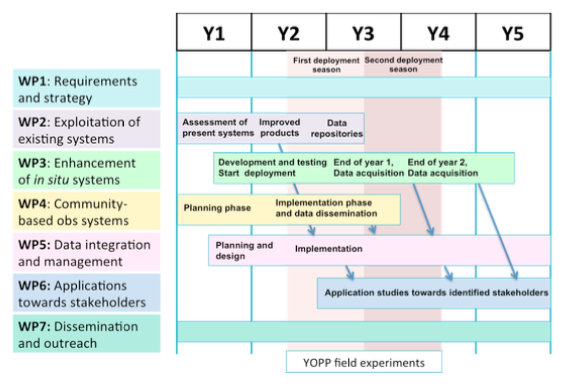 Y1 Y2 Y3 Y4 Y5
First deployment season
Second deployment season
WP1: Requirements
and strategy
WP2: Exploitation of
existing systems
Assessment of
present systems
Improved
products
Data
repositories
WP3: Enhancement
of in situ systems
Development and testing
Start deployment
End of year 1,
Data acquisition
End of year 2,
Data acquisition
WP4: Community-
based obs systems
Planning phase
Implementation phase
and data dissemination
WP5: Data integration
and management
Planning and
design
Implementation
WP6: Applications
towards stakeholders
Application studies towards identified stakeholders
WP7: Dissemination
and outreach
YOPP field experiments